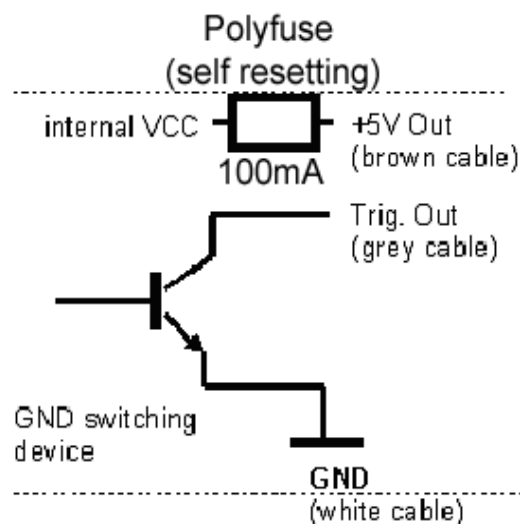 Polyfuse
(self resetting)
internal VCC
+5V Out
(brown cable)
100mA
Trig. Out
(grey cable)
GND switching
device
GND
(white cable)